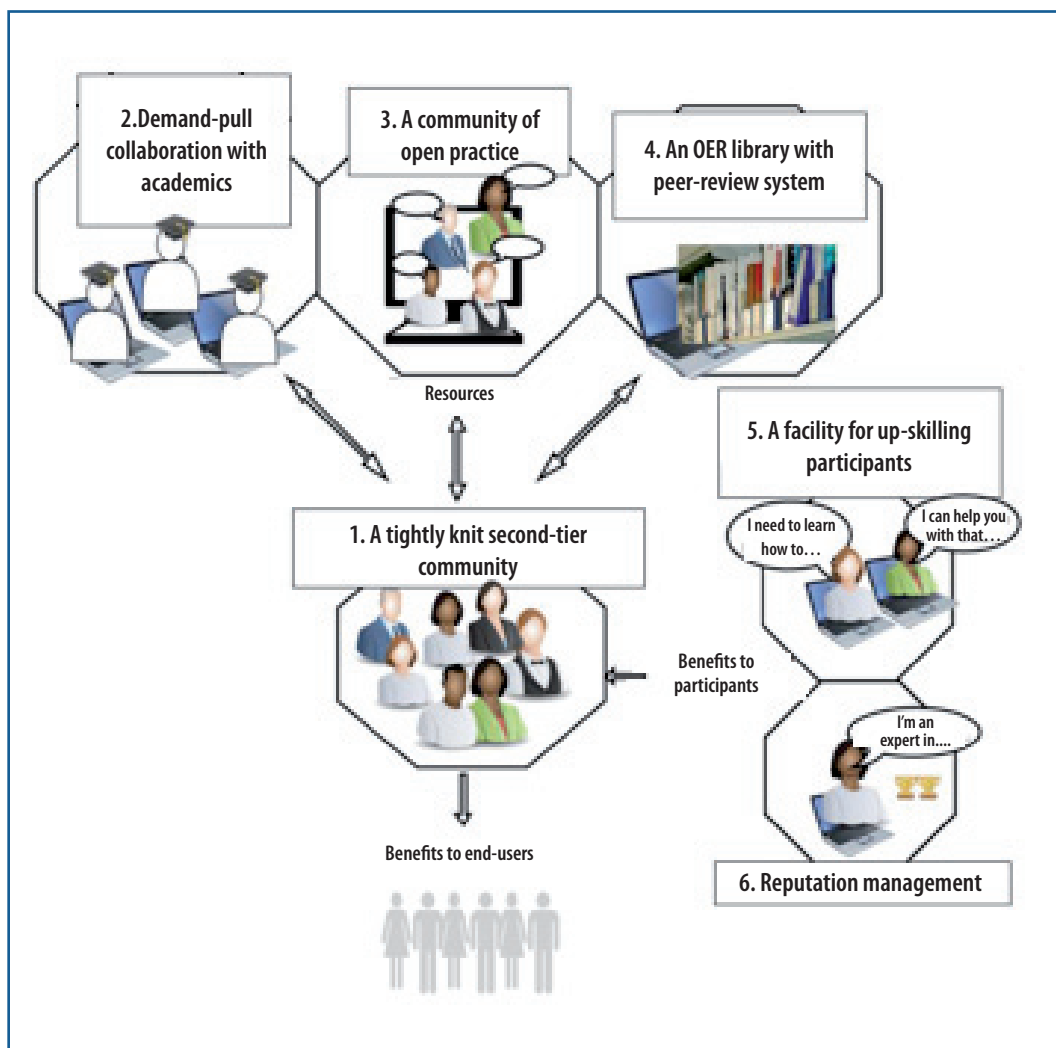 2.Demand-pull
collaboration with
academics
3. A community of
open practice
4. An OER library with
peer-review system
Resources
5. A facility for up-skilling
participants
I need to learn
how to…
I can help you
with that…
1. A tightly knit second-tier
community
Benefits to
participants
I'm an
expert in....
Benefits to end-users
6. Reputation management